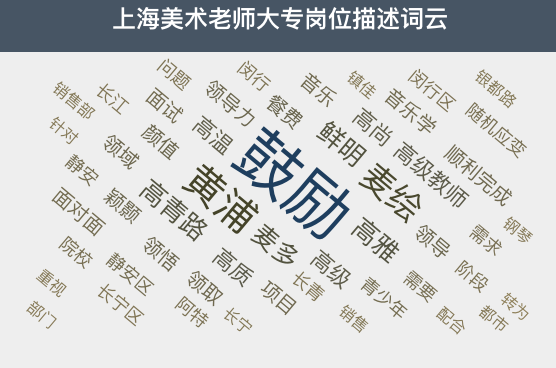 上海美术老师大专岗位描述词云
问题
闵行
音乐
镇佳
闵行区
银都路
销售部
长江
面试
领导力
餐费
音乐学
随机应变
针对
颜值
高温
鲜明
高尚
领域
鼓励
麦绘
高级教师
顺利完成
静安
黄浦
面对面
颖颢
高青路
麦多
高雅
领导
需求
钢琴
院校
静安区
领悟
高质
高级
青少年
需要
阶段
重视
长宁区
领取
项目
长青
转为
部门
阿特
长宁
销售
配合
都市